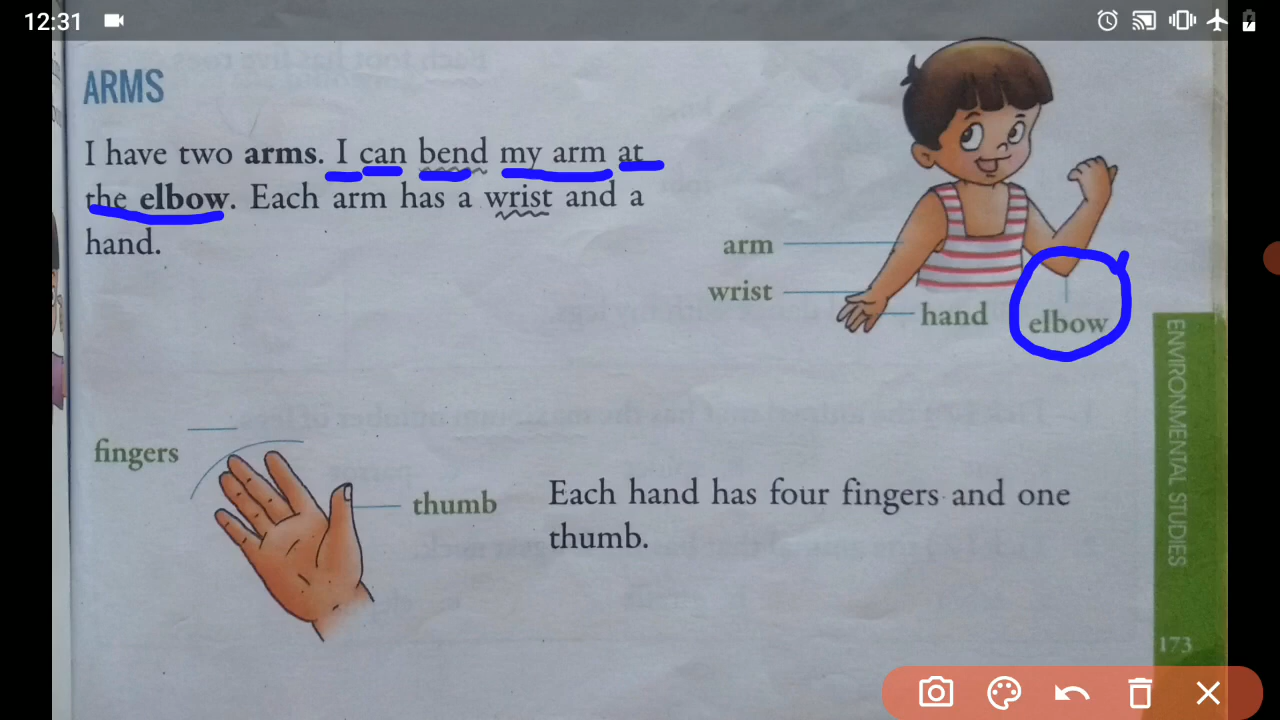 12:31
ARMS
I have two arms. I can bend my arm at
the elbow. Each arm has a wrist and a
hand.
arm
wrist
hand
elbow
fingers
thumb
Each hand has four fingers and one
thumb.
ENVIRONMENTAL STUDIES
173